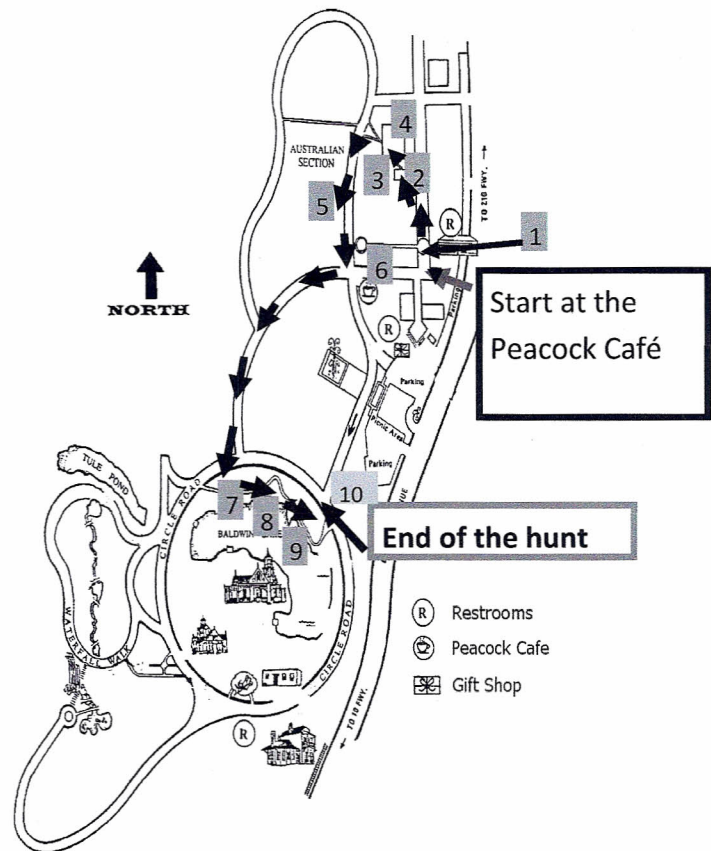 4
AUSTRALIAN
SECTION
3
2
5
TO 210 FWY.
R
1
6
NORTH
Parking
Start at the
Peacock Café
R
Parking
Picnic Area
Parking
TULE POND
CIRCLE ROAD
7
8
9
10
BALDWIN
End of the hunt
WATERFALL WALK
CIRCLE ROAD
R Restrooms
Peacock Cafe
Gift Shop
TO 10 FWY.
R